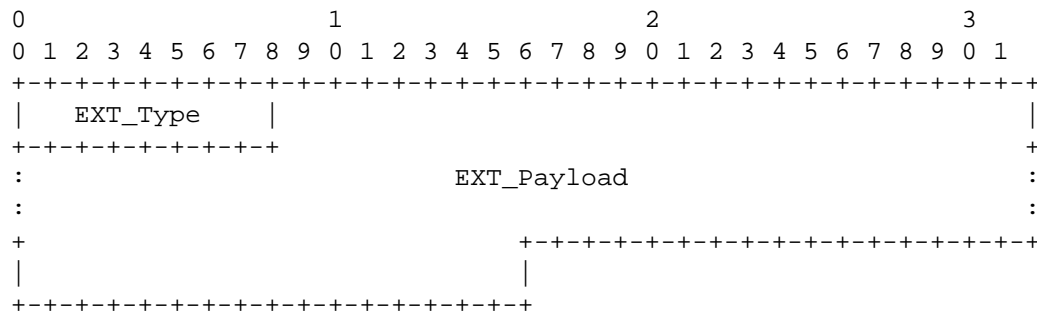 0                   1                   2                   3
0 1 2 3 4 5 6 7 8 9 0 1 2 3 4 5 6 7 8 9 0 1 2 3 4 5 6 7 8 9 0 1
+-+-+-+-+-+-+-+-+-+-+-+-+-+-+-+-+-+-+-+-+-+-+-+-+-+-+-+-+-+-+-+-+
|   EXT_Type    |                                               |
+-+-+-+-+-+-+-+-+                                               +
:                           EXT_Payload                         :
:                                                               :
+                               +-+-+-+-+-+-+-+-+-+-+-+-+-+-+-+-+
|                               |
+-+-+-+-+-+-+-+-+-+-+-+-+-+-+-+-+